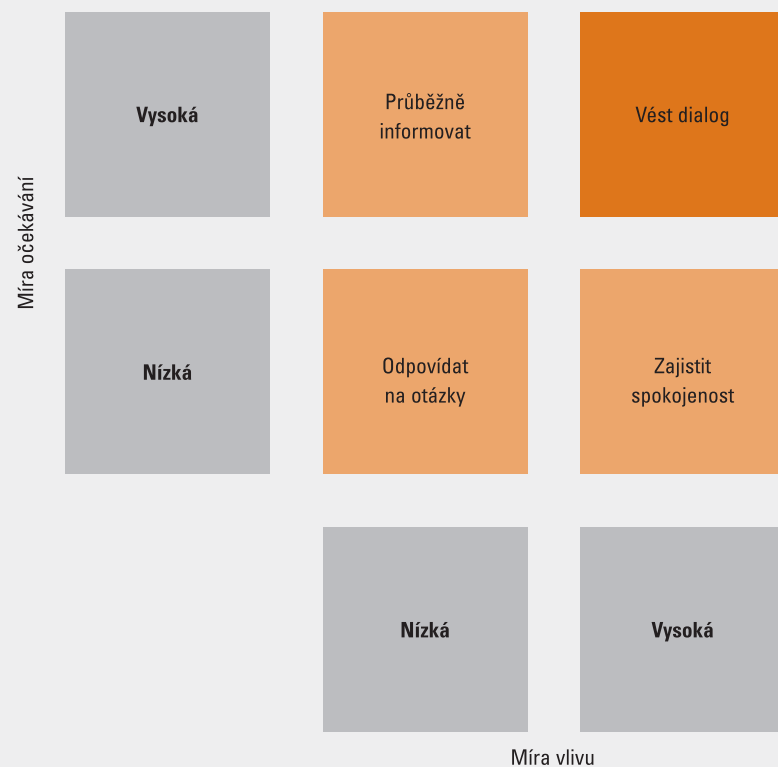 Míra očekávání
Vysoká
Průběžně
informovat
Vést dialog
Nízká
Odpovídat
na otázky
Zajistit
spokojenost
Nízká
Vysoká
Míra vlivu